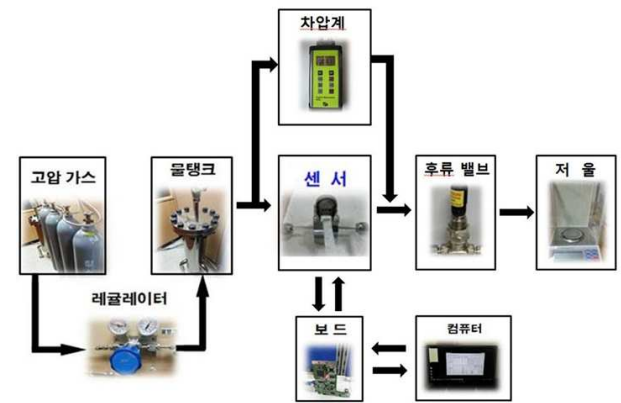 차압계
고압 가스
물탱크
센 서
후류 밸브
저 울
레귤레이터
보 드
컴퓨터